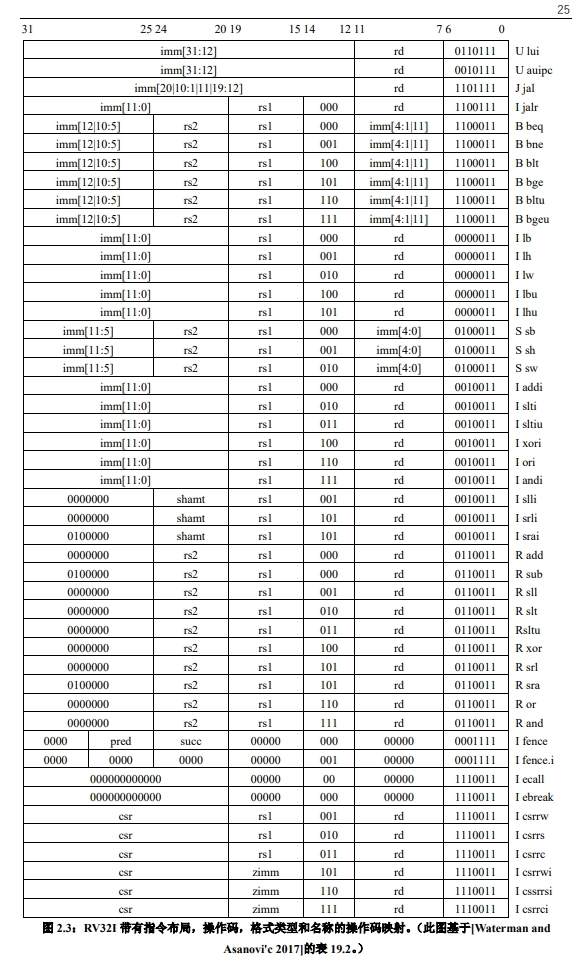 25
31 25 24 20 19 15 14 12 11 7 6 0
imm[31:12] rd 0110111 U lui
imm[31:12] rd 0010111 U auipc
imm[20|10:1|11|19:12] rd 1101111 J jal
imm[11:0] rs1 000 rd 1100111 I jalr
imm[12|10:5] rs2 rs1 000 imm[4:1|11] 1100011 B beq
imm[12|10:5] rs2 rs1 001 imm[4:1|11] 1100011 B bne
imm[12|10:5] rs2 rs1 100 imm[4:1|11] 1100011 B blt
imm[12|10:5] rs2 rs1 101 imm[4:1|11] 1100011 B bge
imm[12|10:5] rs2 rs1 110 imm[4:1|11] 1100011 B bltu
imm[12|10:5] rs2 rs1 111 imm[4:1|11] 1100011 B bgeu
imm[11:0] rs1 000 rd 0000011 I lb
imm[11:0] rs1 001 rd 0000011 I lh
imm[11:0] rs1 010 rd 0000011 I lw
imm[11:0] rs1 100 rd 0000011 I lbu
imm[11:0] rs1 101 rd 0000011 I lhu
imm[11:5] rs2 rs1 000 imm[4:0] 0100011 S sb
imm[11:5] rs2 rs1 001 imm[4:0] 0100011 S sh
imm[11:5] rs2 rs1 010 imm[4:0] 0100011 S sw
imm[11:0] rs1 000 rd 0010011 I addi
imm[11:0] rs1 010 rd 0010011 I slti
imm[11:0] rs1 011 rd 0010011 I sltiu
imm[11:0] rs1 100 rd 0010011 I xori
imm[11:0] rs1 110 rd 0010011 I ori
imm[11:0] rs1 111 rd 0010011 I andi
0000000 shamt rs1 001 rd 0010011 I slli
0000000 shamt rs1 101 rd 0010011 I srli
0100000 shamt rs1 101 rd 0010011 I srai
0000000 rs2 rs1 000 rd 0110011 R add
0100000 rs2 rs1 000 rd 0110011 R sub
0000000 rs2 rs1 001 rd 0110011 R sll
0000000 rs2 rs1 010 rd 0110011 R slt
0000000 rs2 rs1 011 rd 0110011 Rsltu
0000000 rs2 rs1 100 rd 0110011 R xor
0000000 rs2 rs1 101 rd 0110011 R srl
0100000 rs2 rs1 101 rd 0110011 R sra
0000000 rs2 rs1 110 rd 0110011 R or
0000000 rs2 rs1 111 rd 0110011 R and
0000 pred succ 00000 000 00000 0001111 I fence
0000 0000 0000 00000 001 00000 0001111 I fence.i
000000000000 00000 00 00000 1110011 I ecall
000000000000 00000 000 00000 1110011 I ebreak
csr rs1 001 rd 1110011 I csrrw
csr rs1 010 rd 1110011 I csrrs
csr rs1 011 rd 1110011 I csrrc
csr zimm 101 rd 1110011 I csrrwi
csr zimm 110 rd 1110011 I cssrrsi
csr zimm 111 rd 1110011 I csrrci
图 2.3：RV32I 带有指令布局，操作码，格式类型和名称的操作码映射。（此图基于[Waterman and
Asanovi'c 2017]的表 19.2。）